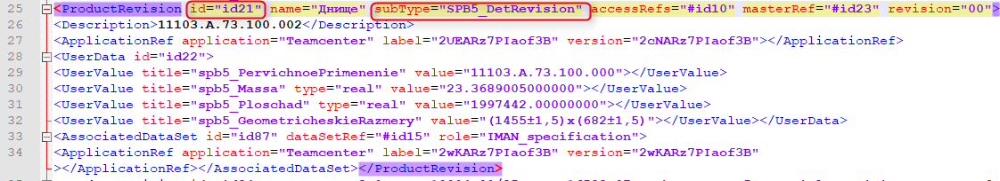 25 <ProductRevision id="id21" name="Днище" subType="SPB5_DetRevision" accessRefs="#id10" masterRef="#id23" revision="00">
26 <Description>11103.A.73.100.002</Description>
27 <ApplicationRef application="Teamcenter" label="2UEARz7PIaof3B" version="2cNARz7PIaof3B"></ApplicationRef>
28 <UserData id="id22">
29 <UserValue title="spb5_PervichnoePrimenenie" value="11103.A.73.100.000"></UserValue>
30 <UserValue title="spb5_Massa" type="real" value="23.3689005000000"></UserValue>
31 <UserValue title="spb5_Ploschad" type="real" value="1997442.00000000"></UserValue>
32 <UserValue title="spb5_GeometricheskieRazmery" value="(1455±1,5)x(682±1,5)"></UserValue></UserData>
33 <AssociatedDataSet id="id87" dataSetRef="#id15" role="IMAN_specification">
34 <ApplicationRef application="Teamcenter" label="2wKARz7PIaof3B" version="2wKARz7PIaof3B"
></ApplicationRef></AssociatedDataSet></ProductRevision>